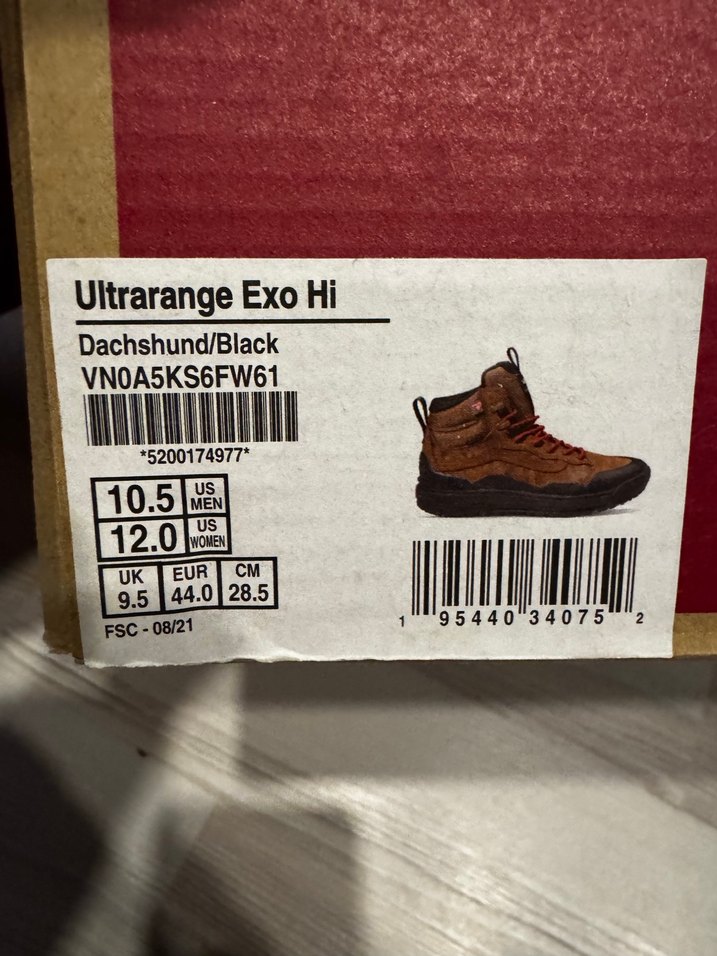 Ultrarange Exo Hi
Dachshund/Black
VN0A5KS6FW61
*5200174977*
10.5 US MEN
12.0 US WOMEN
UK EUR CM
9.5 44.0 28.5
FSC - 08/21
1 95440 34075 2